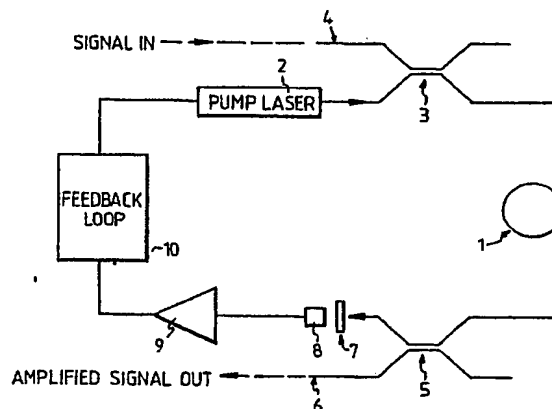 SIGNAL IN
4
2
PUMP LASER
3
FEEDBACK
LOOP
10
1
9
8
7
5
AMPLIFIED SIGNAL OUT
6